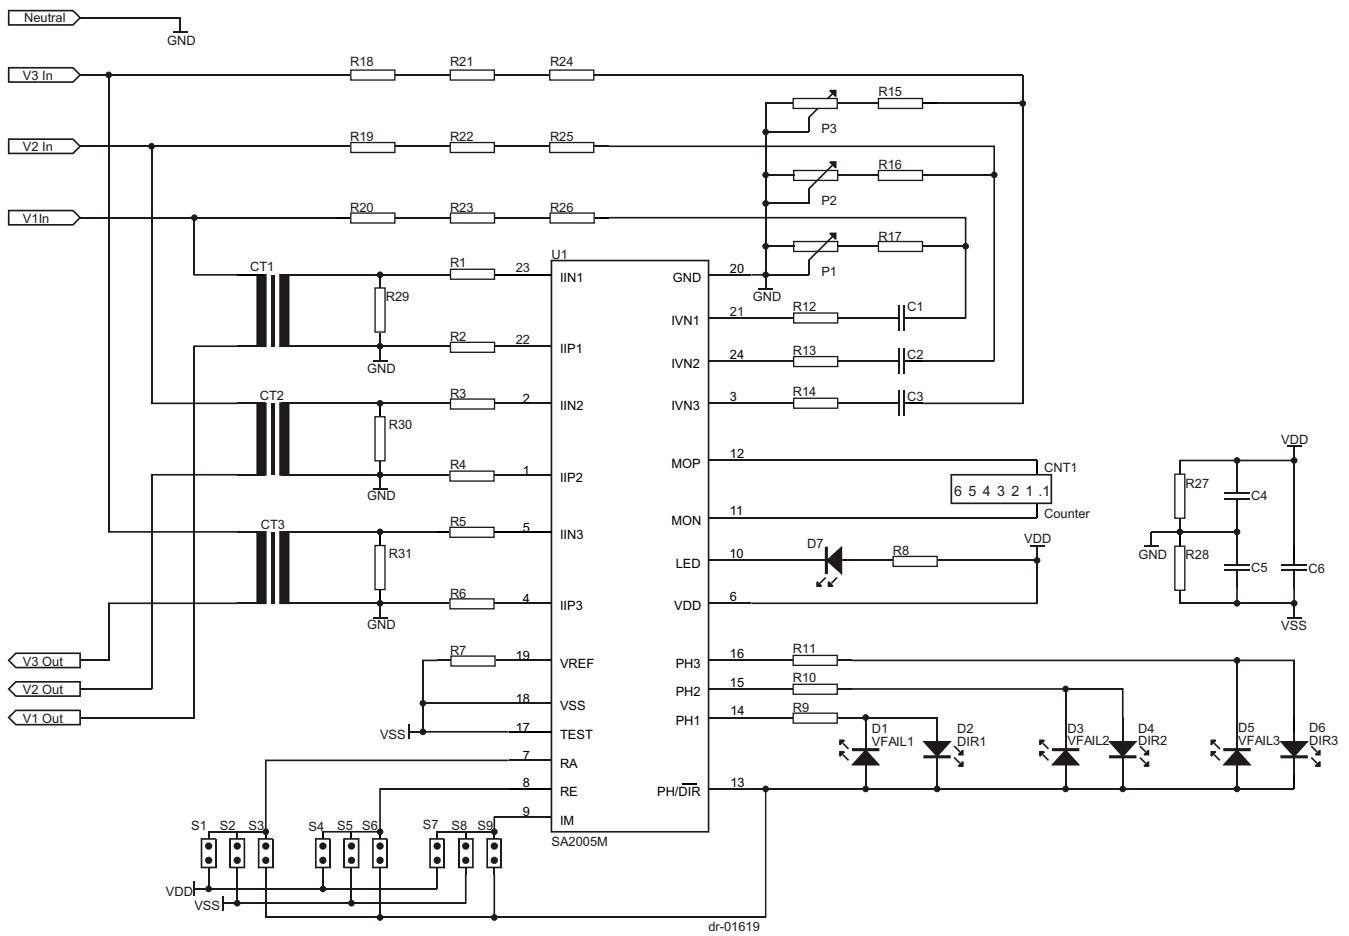 Neutral
GND
V3 In
R18
R21
R24
R15
P3
V2 In
R19
R22
R25
R16
P2
V1In
R20
R23
R26
R17
P1
U1
CT1
R1
23
IIN1
GND
20
GND
R29
R12
C1
21
IVN1
R2
22
IIP1
GND
R13
C2
24
IVN2
CT2
R3
2
IIN2
R14
C3
3
IVN3
R30
R4
1
IIP2
GND
MOP
12
CNT1
6 5 4 3 2 1 .1
Counter
MON
11
VDD
R27
C4
GND
R28
C5
C6
VSS
CT3
R5
5
IIN3
R31
LED
10
D7
R8
VDD
R6
4
IIP3
GND
VDD
6
V3 Out
V2 Out
V1 Out
R7
19
VREF
18
VSS
VSS
17
TEST
PH3
16
R11
PH2
15
R10
PH1
14
R9
D1
VFAIL1
D2
DIR1
D3
VFAIL2
D4
DIR2
D5
VFAIL3
D6
DIR3
7
RA
8
RE
PH/DIR
13
9
IM
SA2005M
S1
S2
S3
S4
S5
S6
S7
S8
S9
VDD
VSS
dr-01619